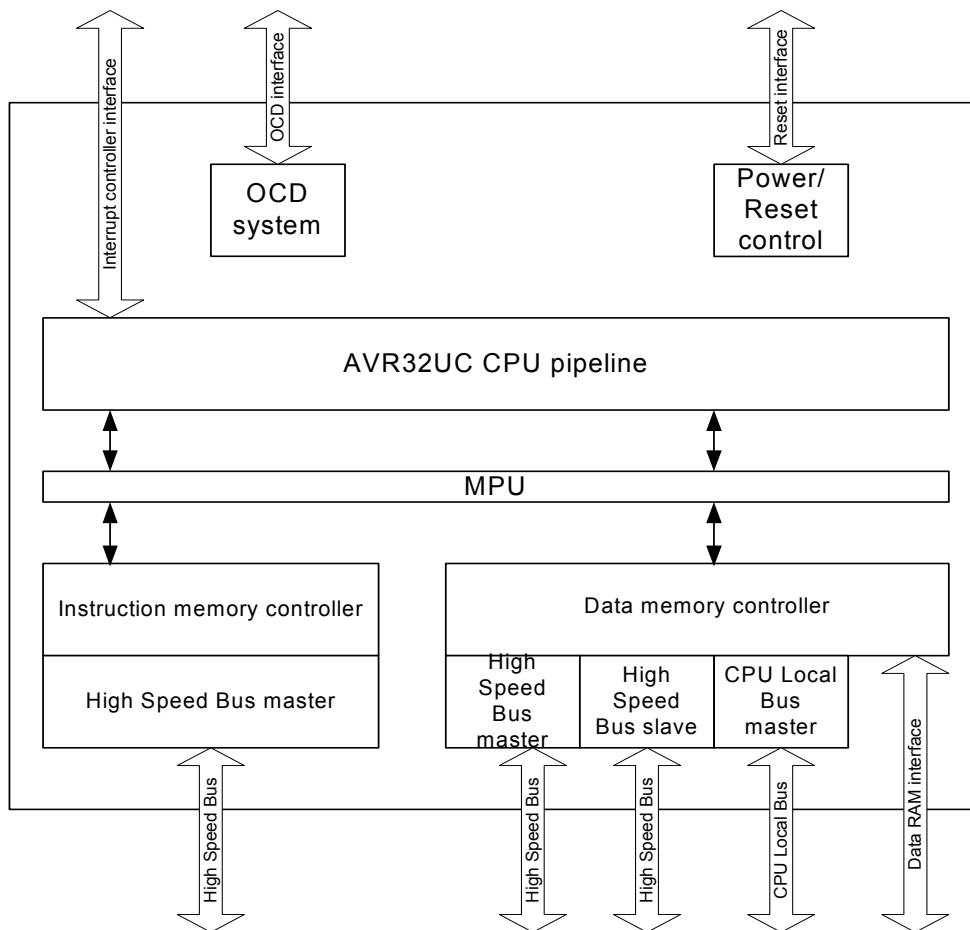 Interrupt controller interface
OCD interface
Reset interface
OCD
system
Power/
Reset
control
AVR32UC CPU pipeline
MPU
Instruction memory controller
Data memory controller
High Speed Bus master
High
Speed
Bus
master
High
Speed
Bus slave
CPU Local
Bus
master
High Speed Bus
High Speed Bus
High Speed Bus
CPU Local Bus
Data RAM interface